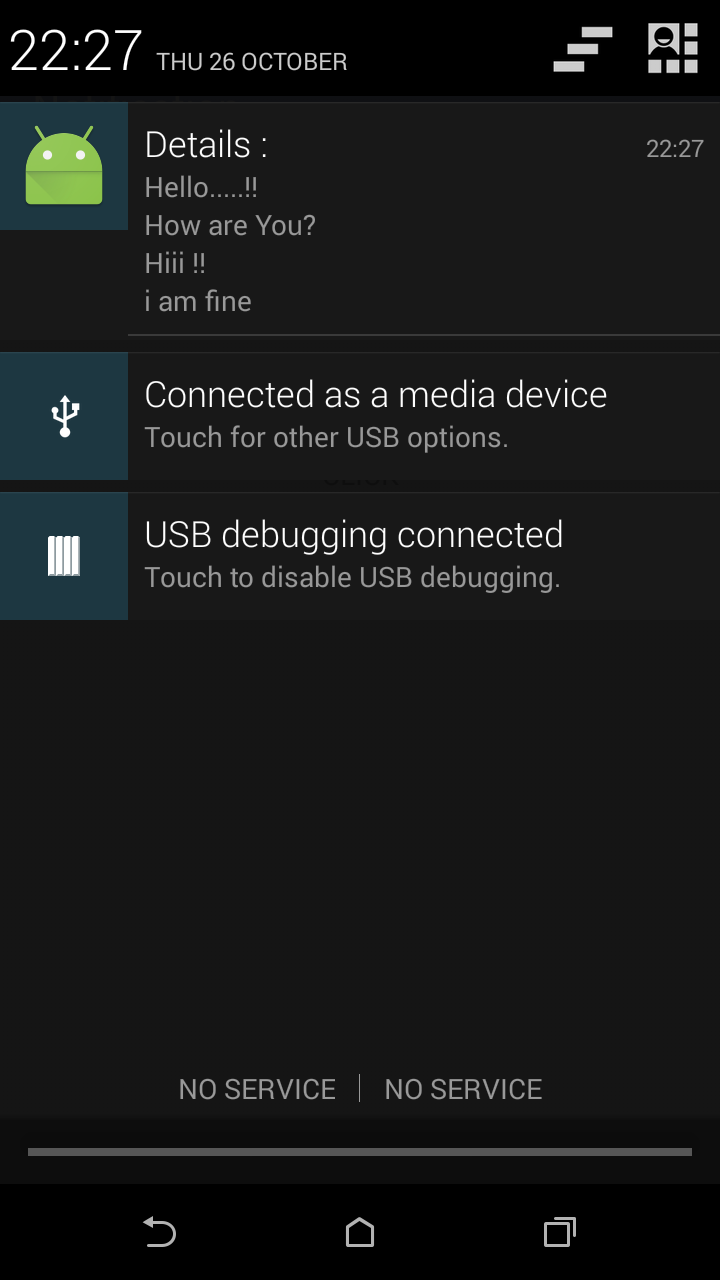 22:27 THU 26 OCTOBER
Details :
22:27
Hello.....!!
How are You?
Hiii !!
i am fine
Connected as a media device
Touch for other USB options.
USB debugging connected
Touch to disable USB debugging.
NO SERVICE | NO SERVICE